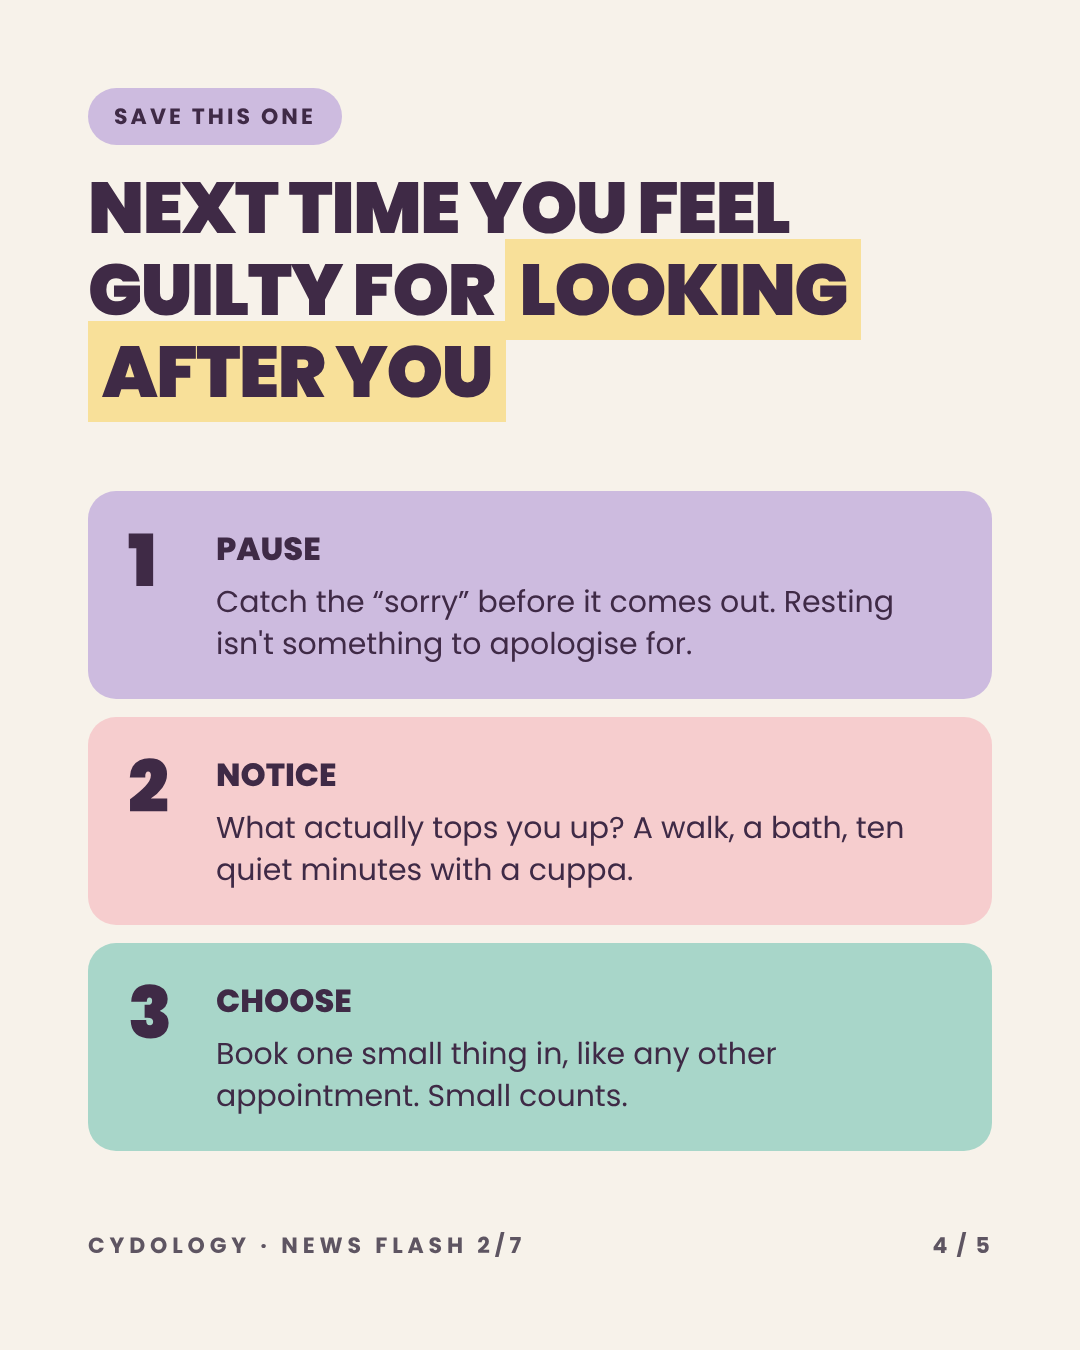 SAVE THIS ONE
NEXT TIME YOU FEEL
GUILTY FOR LOOKING
AFTER YOU
1
PAUSE
Catch the “sorry” before it comes out. Resting
isn't something to apologise for.
2
NOTICE
What actually tops you up? A walk, a bath, ten
quiet minutes with a cuppa.
3
CHOOSE
Book one small thing in, like any other
appointment. Small counts.
CYDOLOGY · NEWS FLASH 2/7
4 / 5